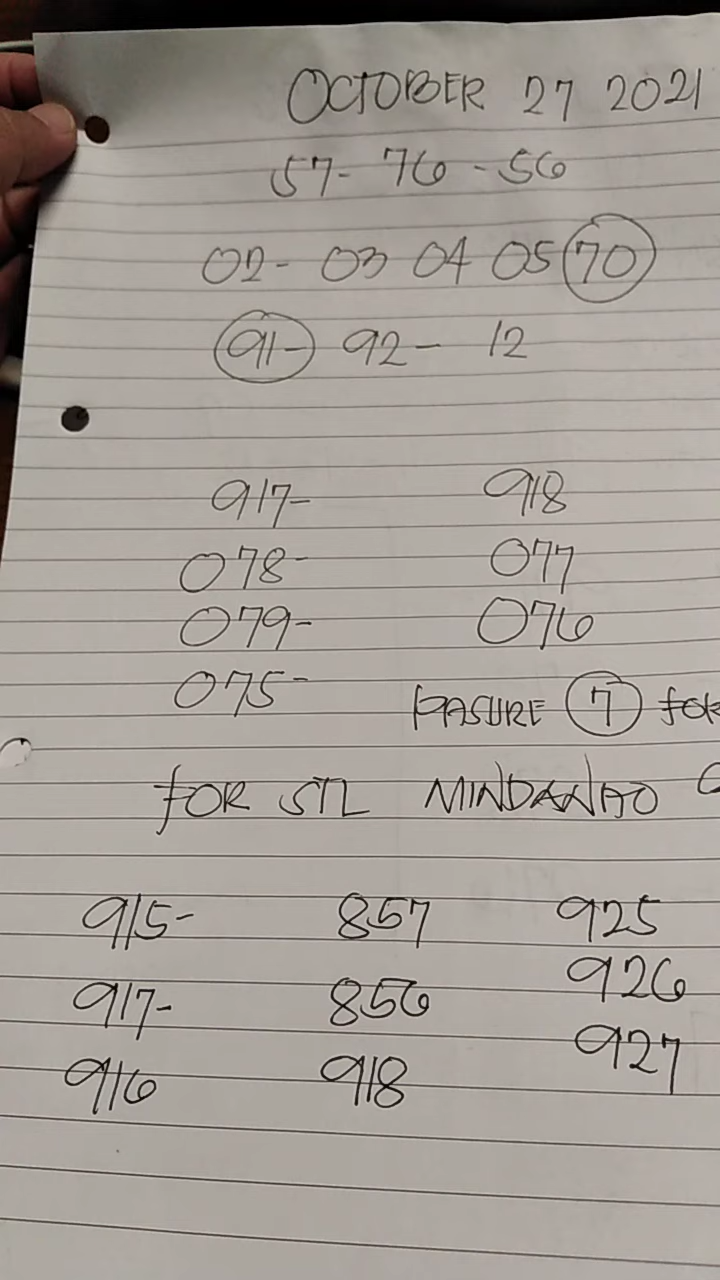 OCTOBER 27 2021
57- 76 - 56
02- 03 04 05 70
91- 92- 12
917- 918
078- 077
079- 076
075- PASURE 7 FOR
FOR STL MINDANAO
915- 857 925
917- 856 926
916 918 927